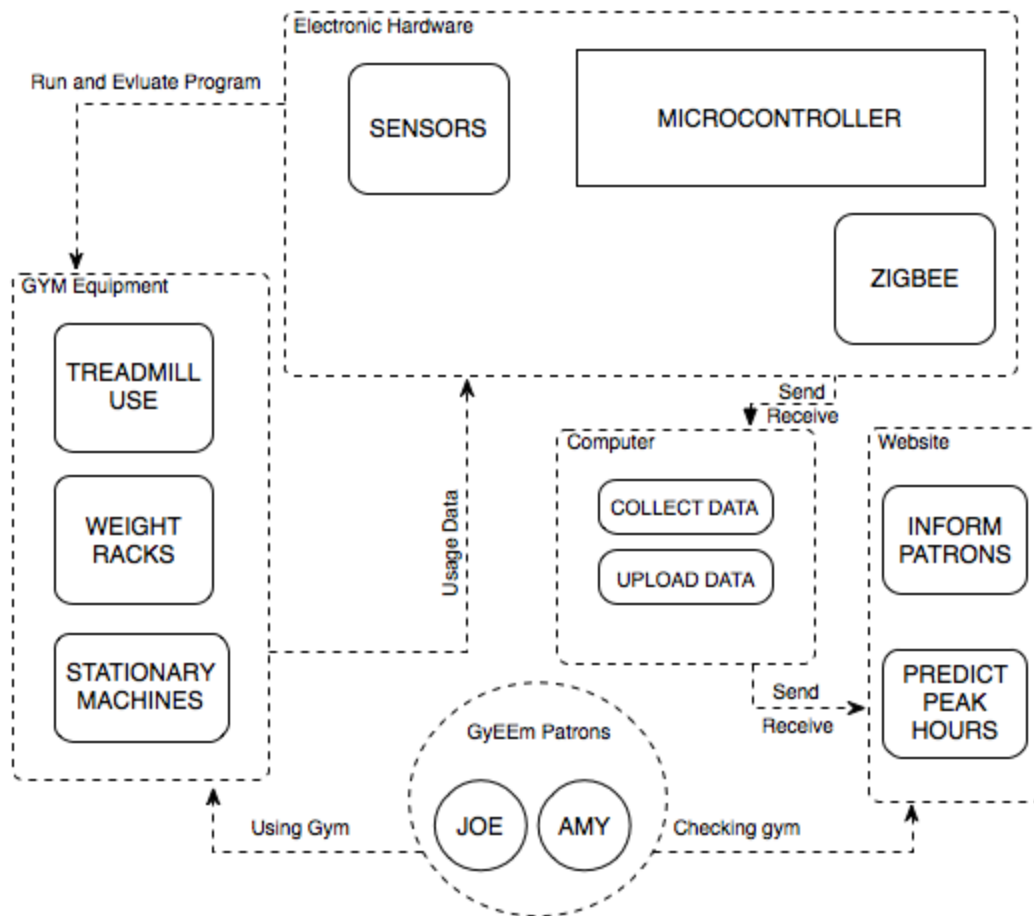 Electronic Hardware
Run and Evluate Program
SENSORS
MICROCONTROLLER
ZIGBEE
GYM Equipment
TREADMILL
USE
WEIGHT
RACKS
STATIONARY
MACHINES
Usage Data
Send
Receive
Computer
COLLECT DATA
UPLOAD DATA
Website
INFORM
PATRONS
PREDICT
PEAK
HOURS
Send
Receive
GyEEm Patrons
JOE
AMY
Using Gym
Checking gym